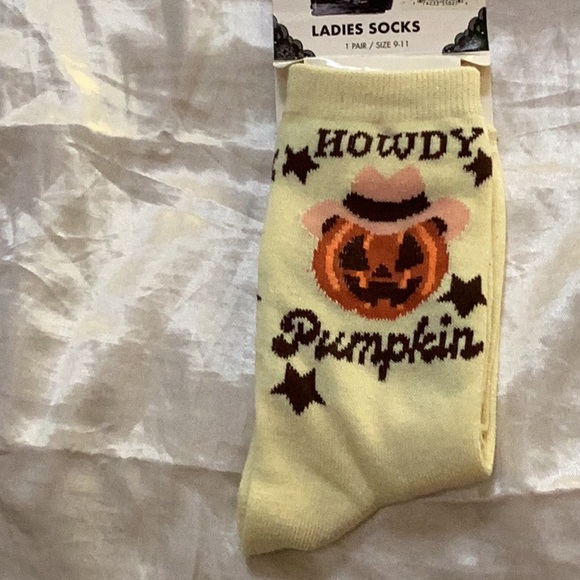 LADIES SOCKS
1 PAIR / SIZE 9-11
HOWDY
Pumpkin